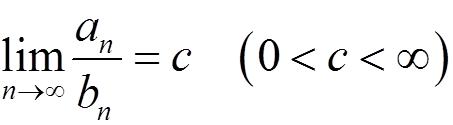 lim_{n→∞} a_n / b_n = c (0 < c < ∞)